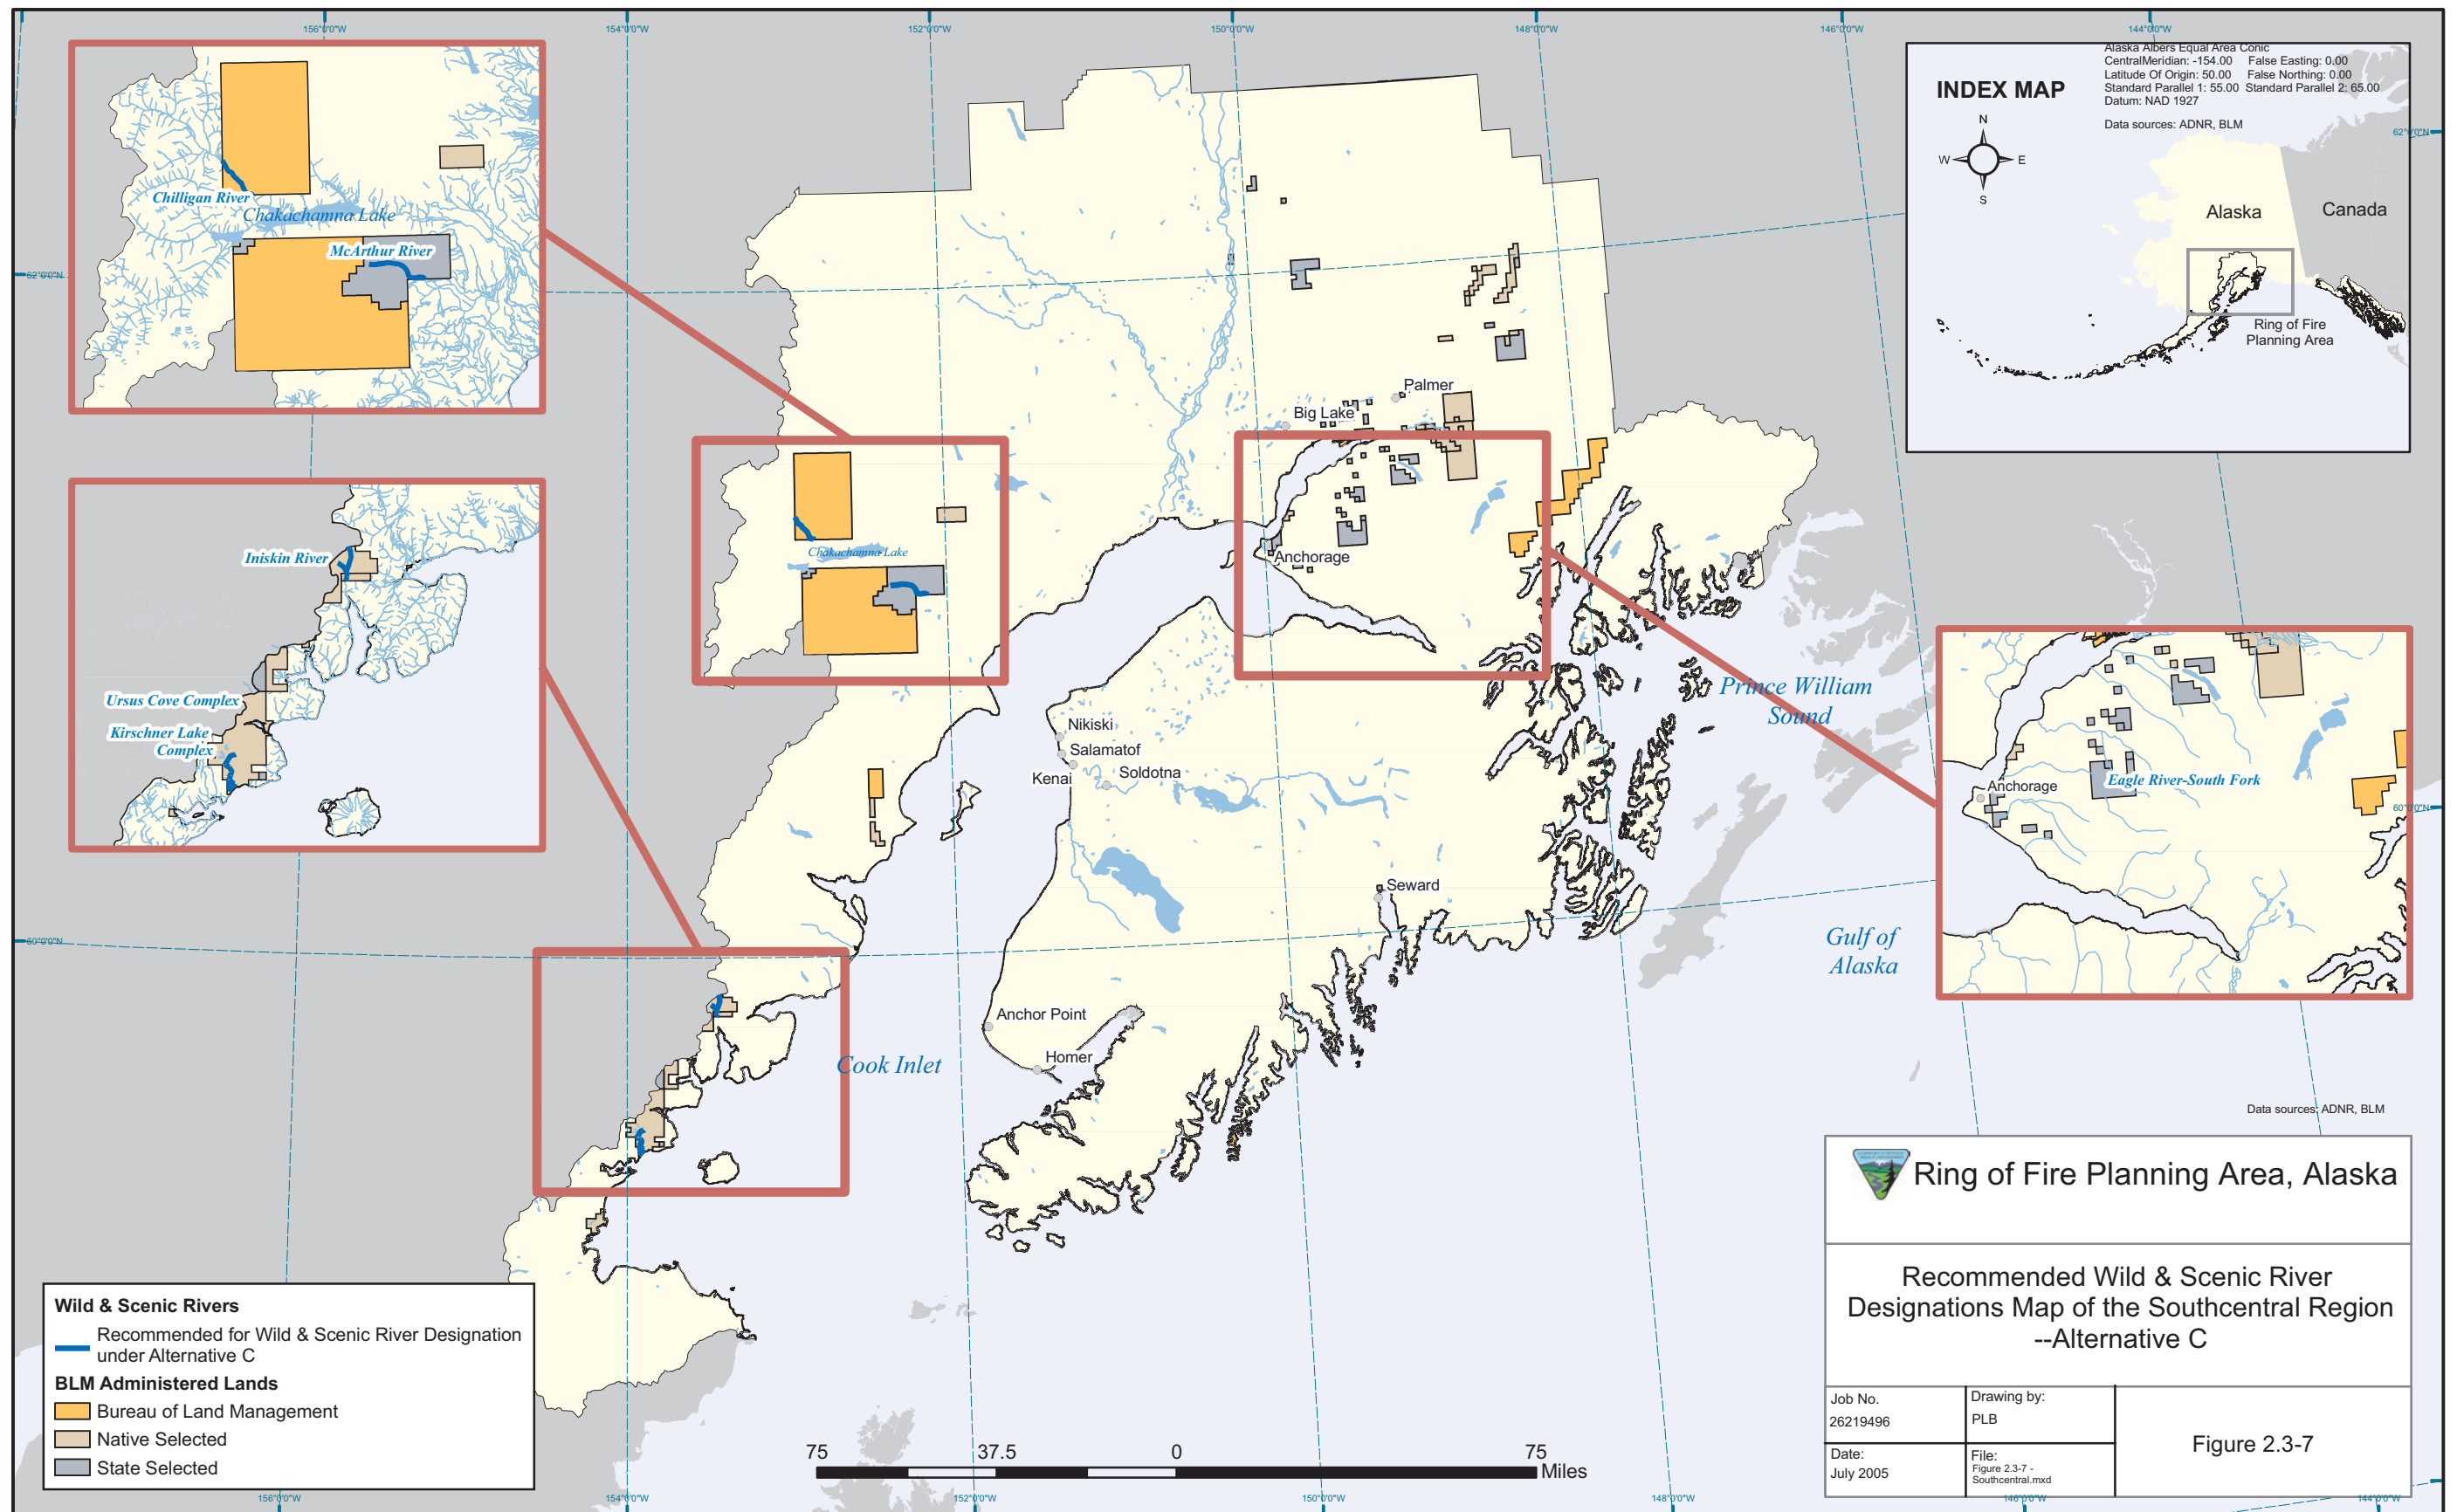 156°0'0"W
154°0'0"W
152°0'0"W
150°0'0"W
148°0'0"W
146°0'0"W
144°0'0"W
Alaska Albers Equal Area Conic
CentralMeridian: -154.00 False Easting: 0.00
Latitude Of Origin: 50.00 False Northing: 0.00
Standard Parallel 1: 55.00 Standard Parallel 2: 65.00
Datum: NAD 1927
Data sources: ADNR, BLM
INDEX MAP
N
W E
S
Alaska
Canada
Ring of Fire
Planning Area
62°0'0"N
62°0'0"N
Chilligan River
Chakachamna Lake
McArthur River
Palmer
Big Lake
Anchorage
Chakachamna Lake
Iniskin River
Ursus Cove Complex
Kirschner Lake
Complex
Prince William
Sound
Nikiski
Salamatof
Kenai
Soldotna
Eagle River-South Fork
Anchorage
60°0'0"N
Seward
60°0'0"N
Gulf of
Alaska
Anchor Point
Homer
Cook Inlet
Data sources: ADNR, BLM
Ring of Fire Planning Area, Alaska
Recommended Wild & Scenic River
Designations Map of the Southcentral Region
--Alternative C
Job No.
26219496
Drawing by:
PLB
Date:
July 2005
File:
Figure 2.3-7 -
Southcentral.mxd
Figure 2.3-7
Wild & Scenic Rivers
Recommended for Wild & Scenic River Designation
under Alternative C
BLM Administered Lands
Bureau of Land Management
Native Selected
State Selected
75 37.5 0 75
Miles
156°0'0"W
154°0'0"W
152°0'0"W
150°0'0"W
148°0'0"W
146°0'0"W
144°0'0"W